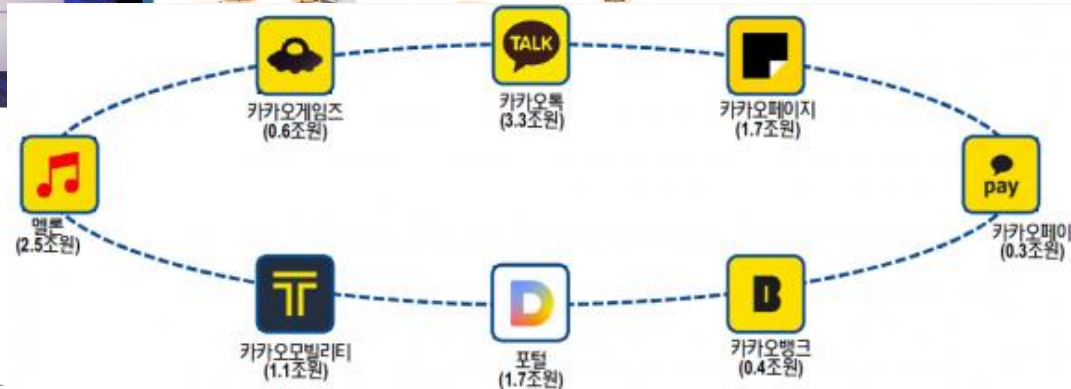 TALK
카카오게임즈
(0.6조원)
카카오톡
(3.3조원)
카카오페이지
(1.7조원)
멜론
(2.5조원)
pay
카카오페이
(0.3조원)
T
카카오모빌리티
(1.1조원)
D
포털
(1.7조원)
B
카카오뱅크
(0.4조원)